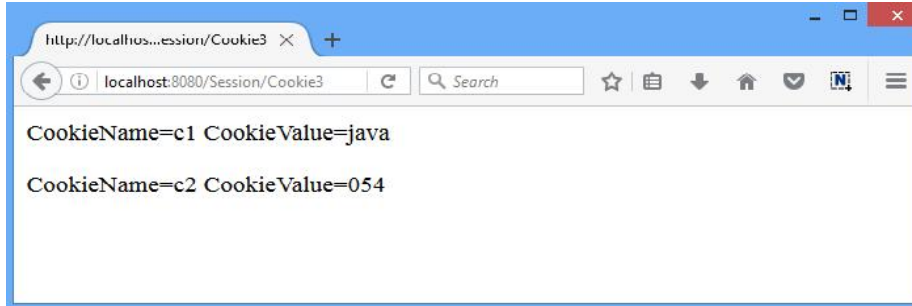 http://localhos...ession/Cookie3
localhost:8080/Session/Cookie3
Search
CookieName=c1 CookieValue=java
CookieName=c2 CookieValue=054